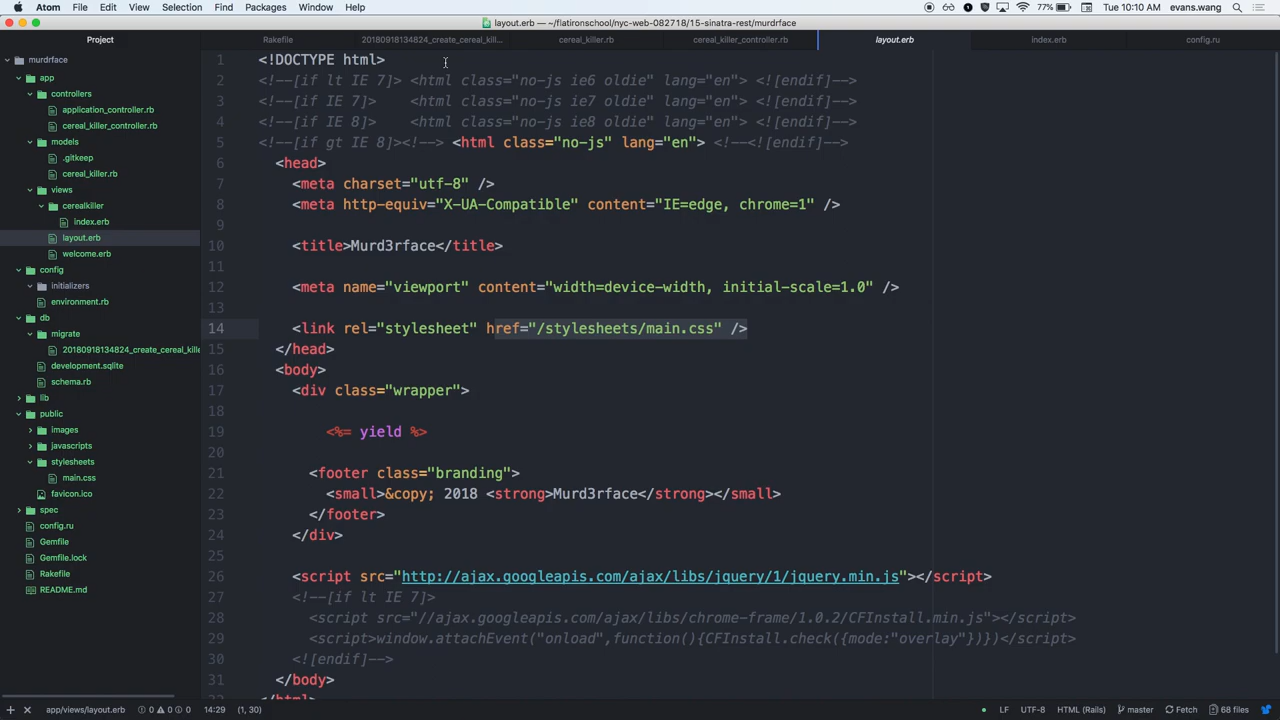 Atom File Edit View Selection Find Packages Window Help 77% Tue 10:10 AM evans.wang
layout.erb — ~/flatironschool/nyc-web-082718/15-sinatra-rest/murdrface
Project
murdrface
app
controllers
application_controller.rb
cereal_killer_controller.rb
models
.gitkeep
cereal_killer.rb
views
cerealkiller
index.erb
layout.erb
welcome.erb
config
initializers
environment.rb
db
migrate
20180918134824_create_cereal_kille
development.sqlite
schema.rb
lib
public
images
javascripts
stylesheets
main.css
favicon.ico
spec
config.ru
Gemfile
Gemfile.lock
Rakefile
README.md
Rakefile 20180918134824_create_cereal_kill... cereal_killer.rb cereal_killer_controller.rb layout.erb index.erb config.ru
1 <!DOCTYPE html>
2 <!--[if lt IE 7]> <html class="no-js ie6 oldie" lang="en"> <![endif]-->
3 <!--[if IE 7]> <html class="no-js ie7 oldie" lang="en"> <![endif]-->
4 <!--[if IE 8]> <html class="no-js ie8 oldie" lang="en"> <![endif]-->
5 <!--[if gt IE 8]><!--> <html class="no-js" lang="en"> <!--<![endif]-->
6 <head>
7 <meta charset="utf-8" />
8 <meta http-equiv="X-UA-Compatible" content="IE=edge, chrome=1" />
9
10 <title>Murd3rface</title>
11
12 <meta name="viewport" content="width=device-width, initial-scale=1.0" />
13
14 <link rel="stylesheet" href="/stylesheets/main.css" />
15 </head>
16 <body>
17 <div class="wrapper">
18
19 <%= yield %>
20
21 <footer class="branding">
22 <small>&copy; 2018 <strong>Murd3rface</strong></small>
23 </footer>
24 </div>
25
26 <script src="http://ajax.googleapis.com/ajax/libs/jquery/1/jquery.min.js"></script>
27 <!--[if lt IE 7]>
28 <script src="//ajax.googleapis.com/ajax/libs/chrome-frame/1.0.2/CFInstall.min.js"></script>
29 <script>window.attachEvent("onload",function(){CFInstall.check({mode:"overlay"})})</script>
30 <![endif]-->
31 </body>
32 </html>
app/views/layout.erb 0 0 0 14:29 (1, 30) LF UTF-8 HTML (Rails) master Fetch 68 files